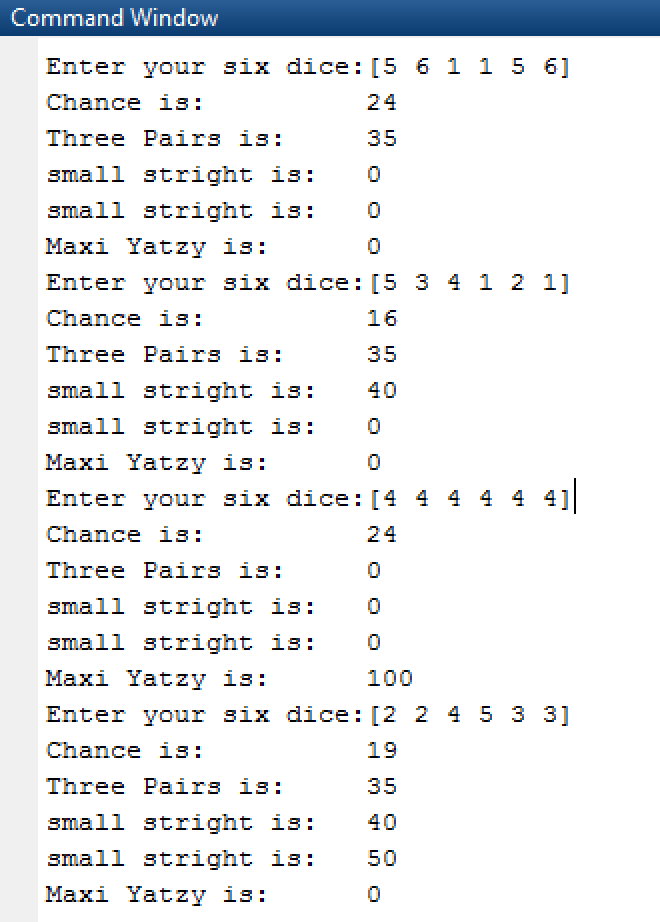 Command Window
Enter your six dice:[5 6 1 1 5 6]
Chance is: 24
Three Pairs is: 35
small stright is: 0
small stright is: 0
Maxi Yatzy is: 0
Enter your six dice:[5 3 4 1 2 1]
Chance is: 16
Three Pairs is: 35
small stright is: 40
small stright is: 0
Maxi Yatzy is: 0
Enter your six dice:[4 4 4 4 4 4]
Chance is: 24
Three Pairs is: 0
small stright is: 0
small stright is: 0
Maxi Yatzy is: 100
Enter your six dice:[2 2 4 5 3 3]
Chance is: 19
Three Pairs is: 35
small stright is: 40
small stright is: 50
Maxi Yatzy is: 0